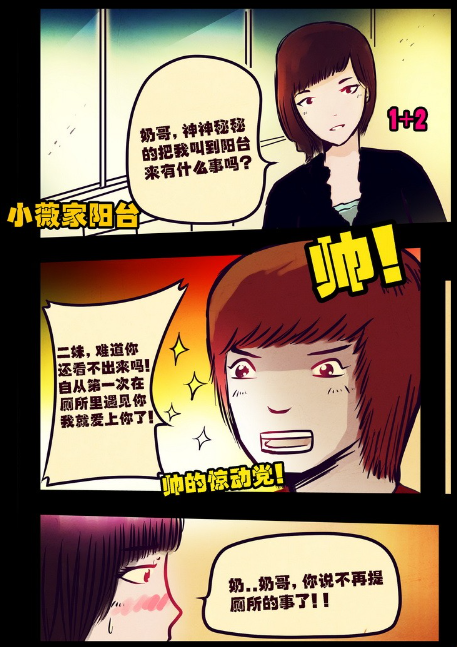 奶哥，神神秘秘
的把我叫到阳台
来有什么事吗？
1+2
小薇家阳台
帅！
二妹，难道你
还看不出来吗！
自从第一次在
厕所里遇见你
我就爱上你了！
帅的惊动党！
奶..奶哥，你说不再提
厕所的事了！！